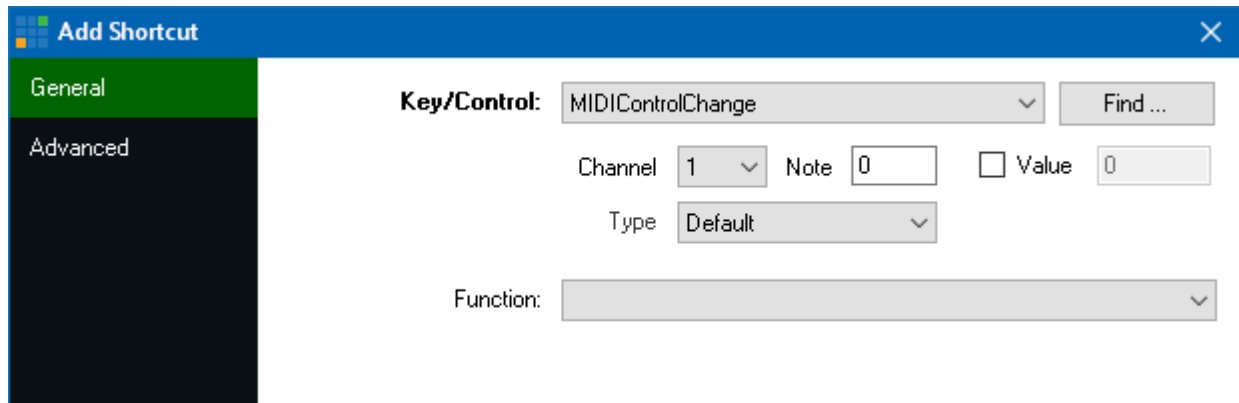 Add Shortcut
General
Advanced
Key/Control: MIDIControlChange Find ...
Channel 1 Note 0 Value 0
Type Default
Function: